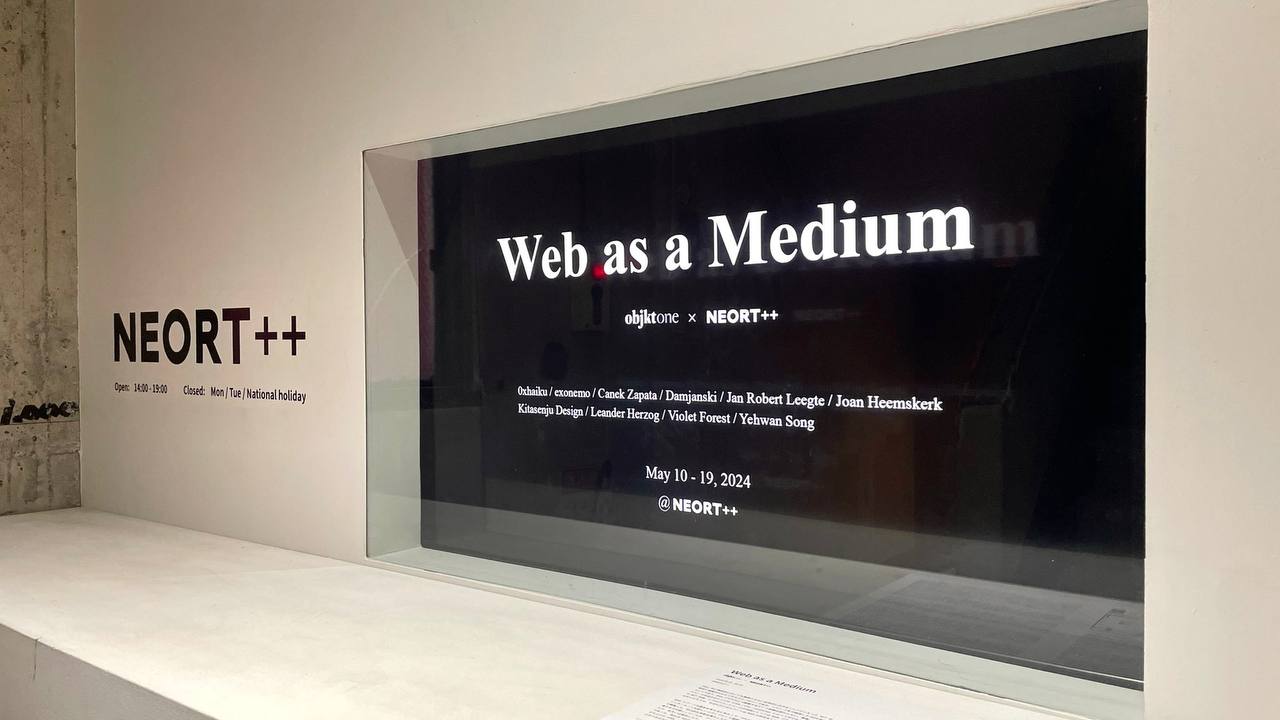 NEORT++
Open: 14:00 - 19:00 Closed: Mon / Tue / National holiday
Web as a Medium
objktone × NEORT++
0xhaiku / exonemo / Canek Zapata / Damjanski / Jan Robert Leegte / Joan Heemskerk
Kitasenju Design / Leander Herzog / Violet Forest / Yehwan Song
May 10 - 19, 2024
@NEORT++
Web as a Medium